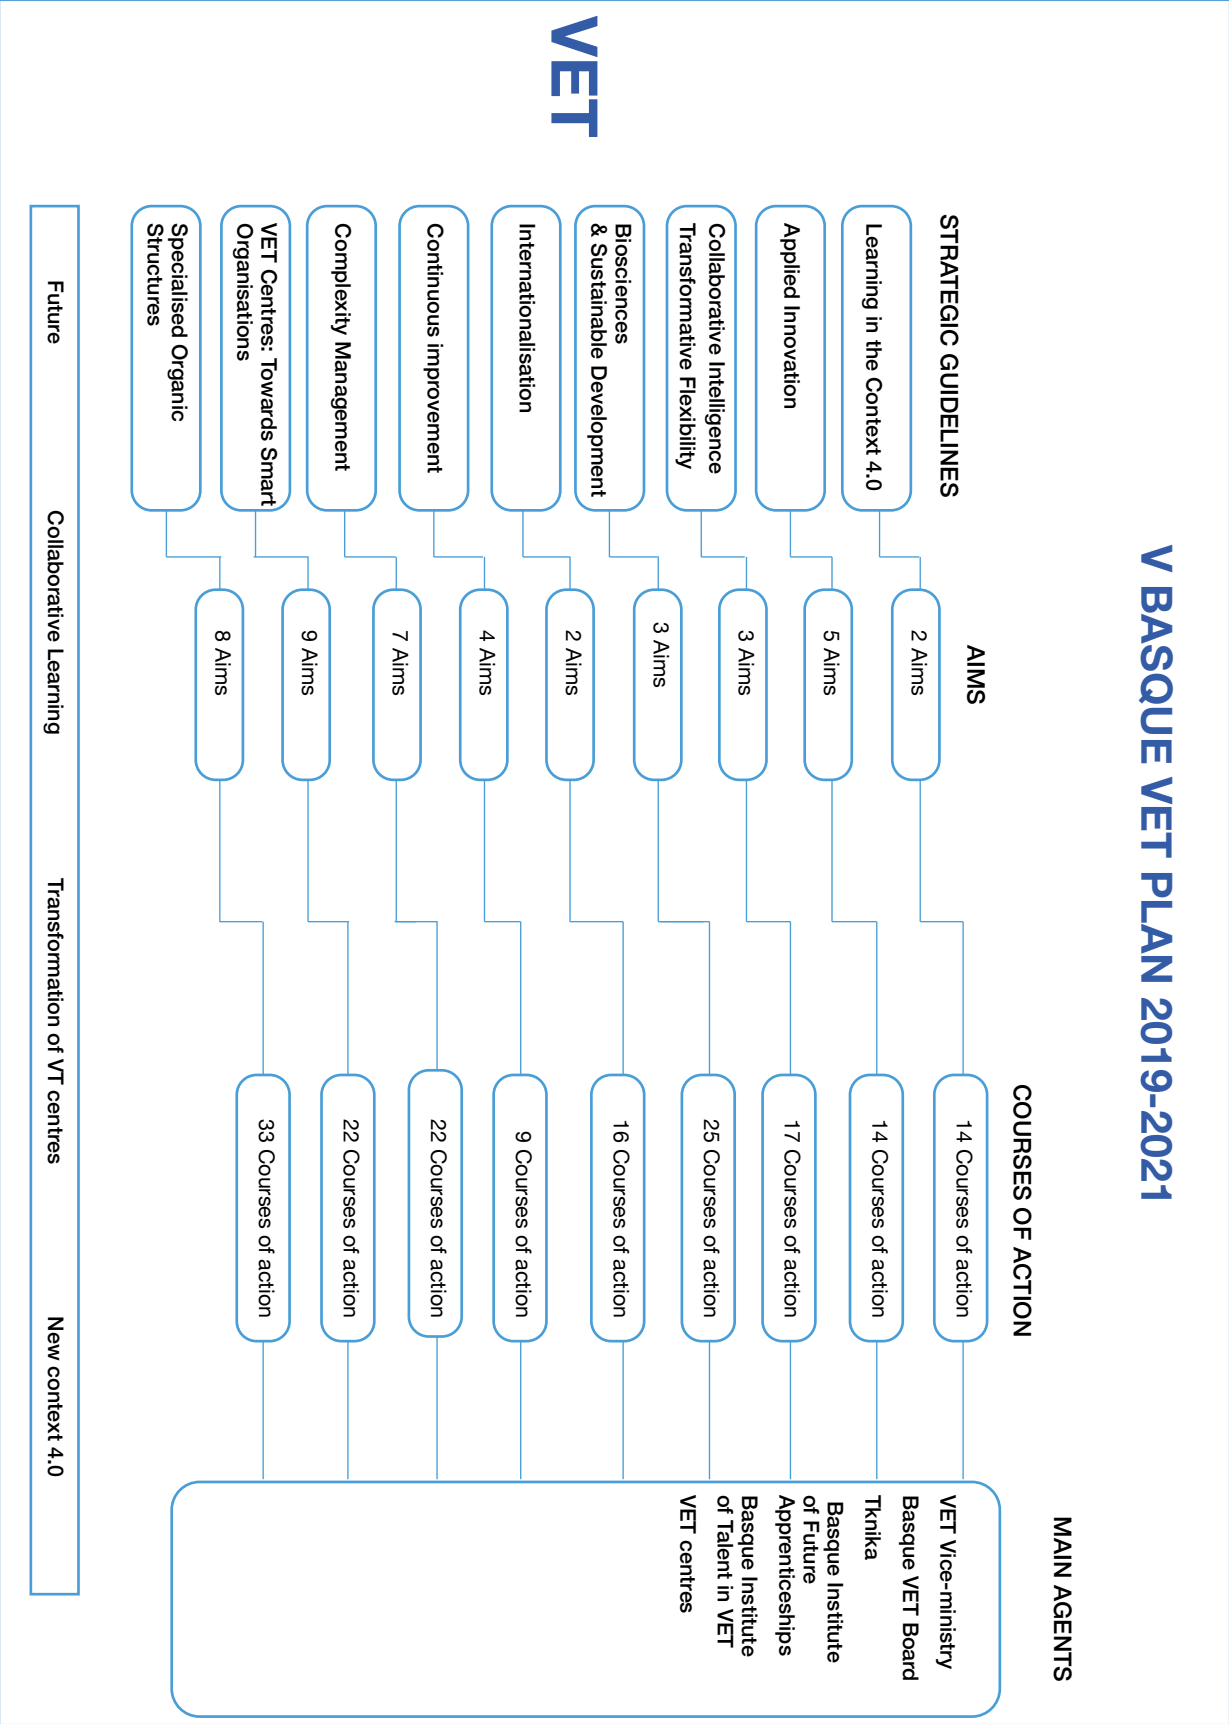 V BASQUE VET PLAN 2019-2021
VET
STRATEGIC GUIDELINES
AIMS
COURSES OF ACTION
MAIN AGENTS
Learning in the Context 4.0
2 Aims
14 Courses of action
Applied Innovation
5 Aims
14 Courses of action
Collaborative Intelligence
Transformative Flexibility
3 Aims
17 Courses of action
Biosciences
& Sustainable Development
3 Aims
25 Courses of action
Internationalisation
2 Aims
16 Courses of action
Continuous improvement
4 Aims
9 Courses of action
Complexity Management
7 Aims
22 Courses of action
VET Centres: Towards Smart
Organisations
9 Aims
22 Courses of action
Specialised Organic
Structures
8 Aims
33 Courses of action
VET Vice-ministry
Basque VET Board
Tknika
Basque Institute
of Future
Apprenticeships
Basque Institute
of Talent in VET
VET centres
Future
Collaborative Learning
Transformation of VT centres
New context 4.0